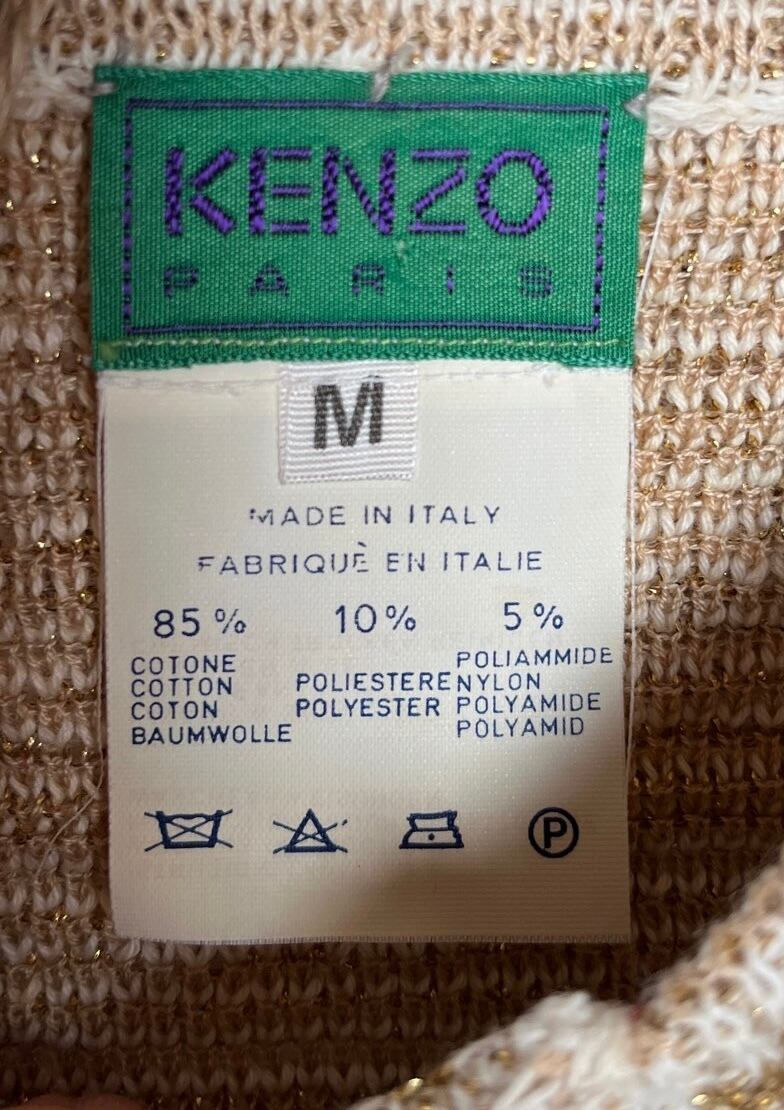 KENZO
PARIS
M
MADE IN ITALY
FABRIQUÈ EN ITALIE
85% 10% 5%
COTONE POLIAMMIDE
COTTON POLIESTERE NYLON
COTON POLYESTER POLYAMIDE
BAUMWOLLE POLYAMID
P